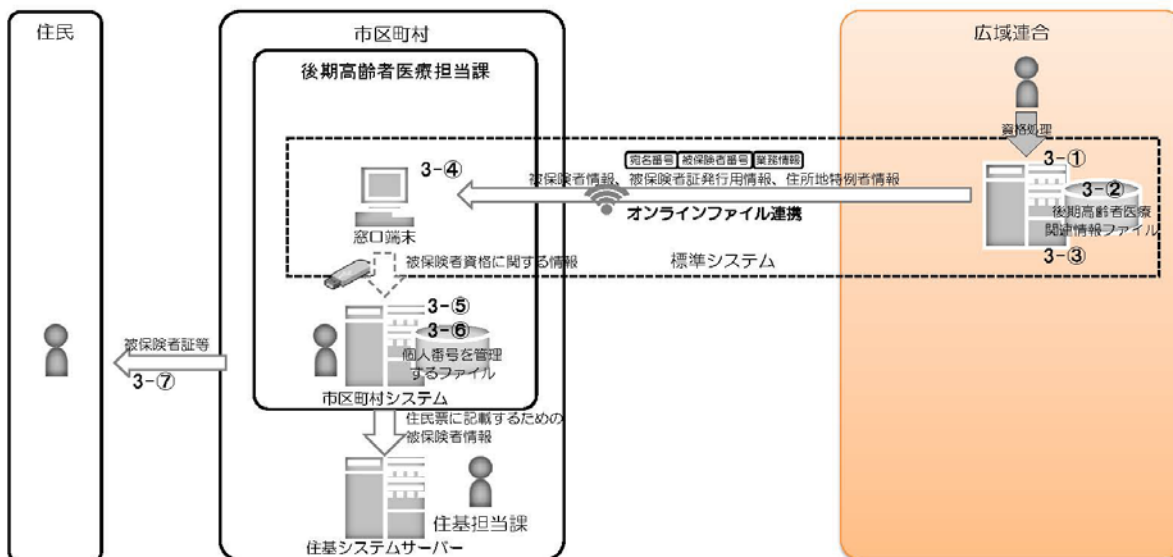 住民
市区町村
広域連合
後期高齢者医療担当課
資格処理
宛名番号 被保険者番号 業務情報
3-①
3-④
被保険者情報、被保険者証発行用情報、住所地特例者情報
3-②
オンラインファイル連携
後期高齢者医療
関連情報ファイル
窓口端末
3-③
被保険者資格に関する情報
標準システム
3-⑤
3-⑥
被保険者証等
個人番号を管理
するファイル
3-⑦
市区町村システム
住民票に記載するための
被保険者情報
住基担当課
住基システムサーバー